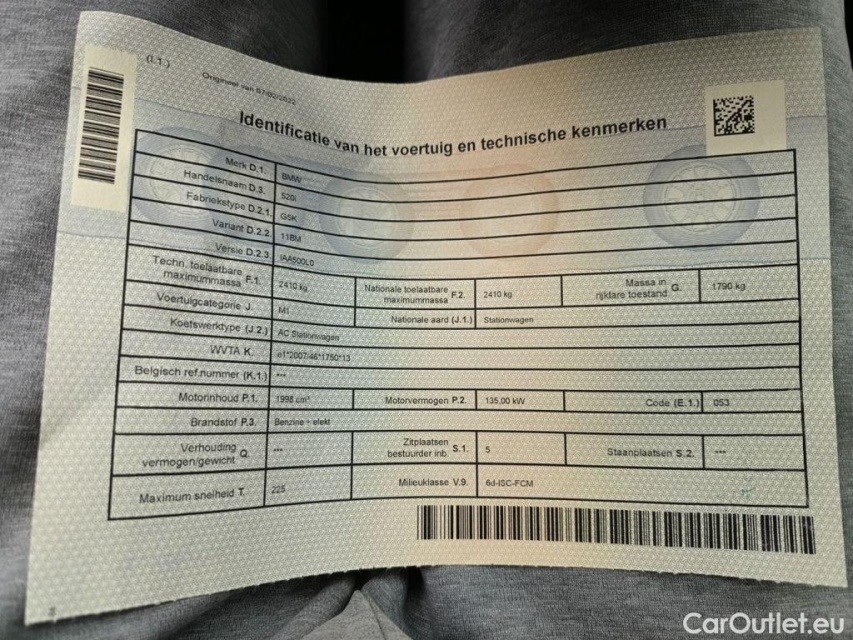 (I.1.)
Origineel van 07/02/2022
Identificatie van het voertuig en technische kenmerken
Merk D.1. BMW
Handelsnaam D.3. 520i
Fabriekstype D.2.1. G5K
Variant D.2.2. 11BM
Versie D.2.3. IAA500L0
Techn. toelaatbare maximummassa F.1. 2410 kg Nationale toelaatbare maximummassa F.2. 2410 kg Massa in rijklare toestand G. 1790 kg
Voertuigcategorie J. M1 Nationale aard (J.1.) Stationwagen
Koetswerktype (J.2.) AC Stationwagen
WVTA K. e1*2007/46*1750*13
Belgisch ref.nummer (K.1.) ***
Motorinhoud P.1. 1998 cm³ Motorvermogen P.2. 135,00 kW Code (E.1.) 053
Brandstof P.3. Benzine + elekt
Verhouding vermogen/gewicht Q. *** Zitplaatsen bestuurder inb. S.1. 5 Staanplaatsen S.2. ***
Maximum snelheid T. 225 Milieuklasse V.9. 6d-ISC-FCM
CarOutlet.eu